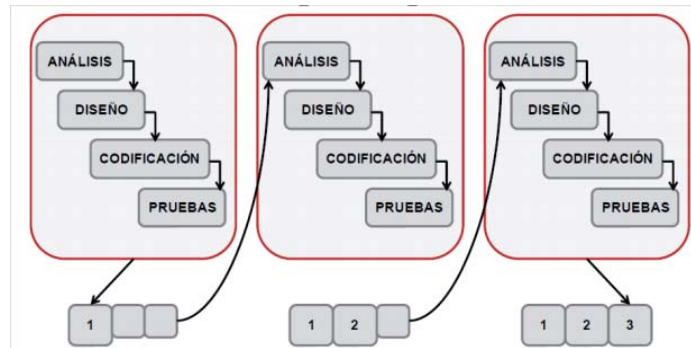 ANÁLISIS
DISEÑO
CODIFICACIÓN
PRUEBAS
ANÁLISIS
DISEÑO
CODIFICACIÓN
PRUEBAS
ANÁLISIS
DISEÑO
CODIFICACIÓN
PRUEBAS
1
1 2
1 2 3